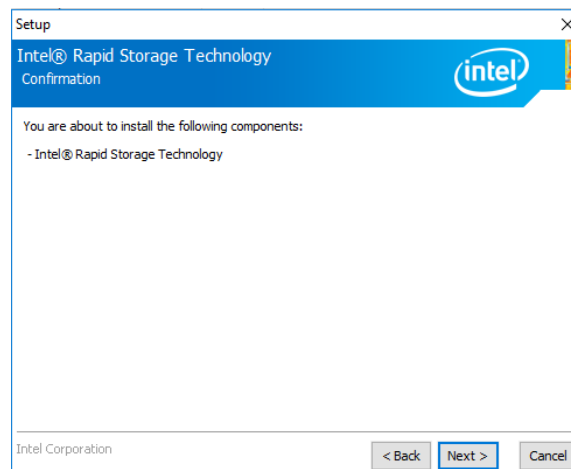 Setup
Intel® Rapid Storage Technology
Confirmation
intel
You are about to install the following components:
- Intel® Rapid Storage Technology
Intel Corporation
< Back
Next >
Cancel